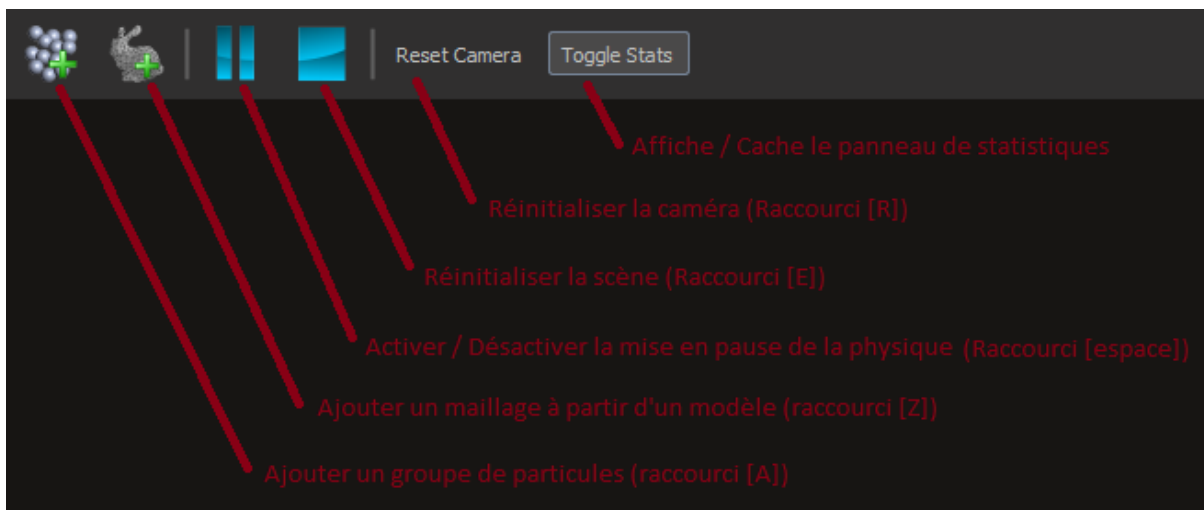 Reset Camera
Toggle Stats
Affiche / Cache le panneau de statistiques
Réinitialiser la caméra (Raccourci [R])
Réinitialiser la scène (Raccourci [E])
Activer / Désactiver la mise en pause de la physique (Raccourci [espace])
Ajouter un maillage à partir d'un modèle (raccourci [Z])
Ajouter un groupe de particules (raccourci [A])